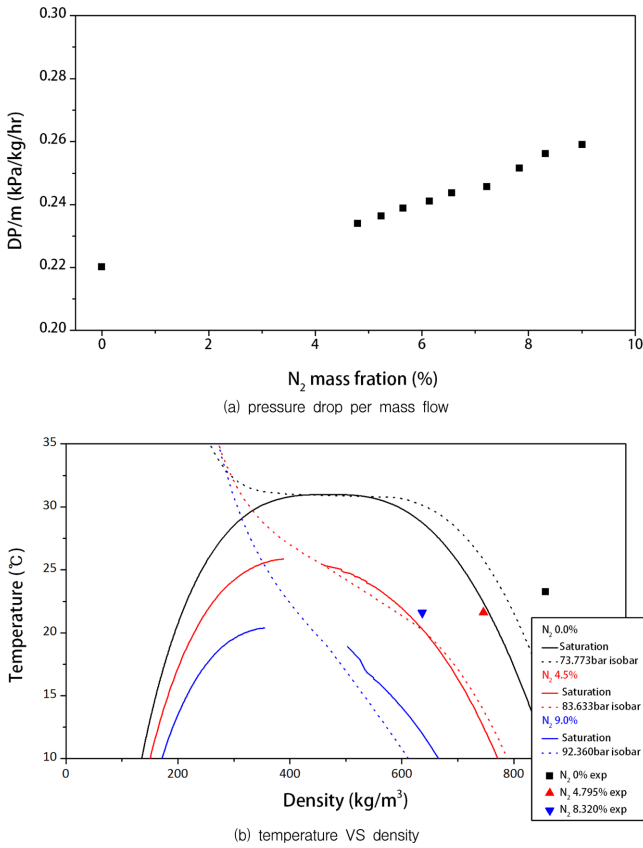 0.30
0.28
0.26
0.24
0.22
0.20
DP/m (kPa/kg/hr)
0
2
4
6
8
10
N2 mass fration (%)
(a) pressure drop per mass flow
35
30
25
20
15
10
Temperature (℃)
0
200
400
600
800
Density (kg/m³)
N2 0.0%
Saturation
73.773bar isobar
N2 4.5%
Saturation
83.633bar isobar
N2 9.0%
Saturation
92.360bar isobar
N2 0% exp
N2 4.795% exp
N2 8.320% exp
(b) temperature VS density